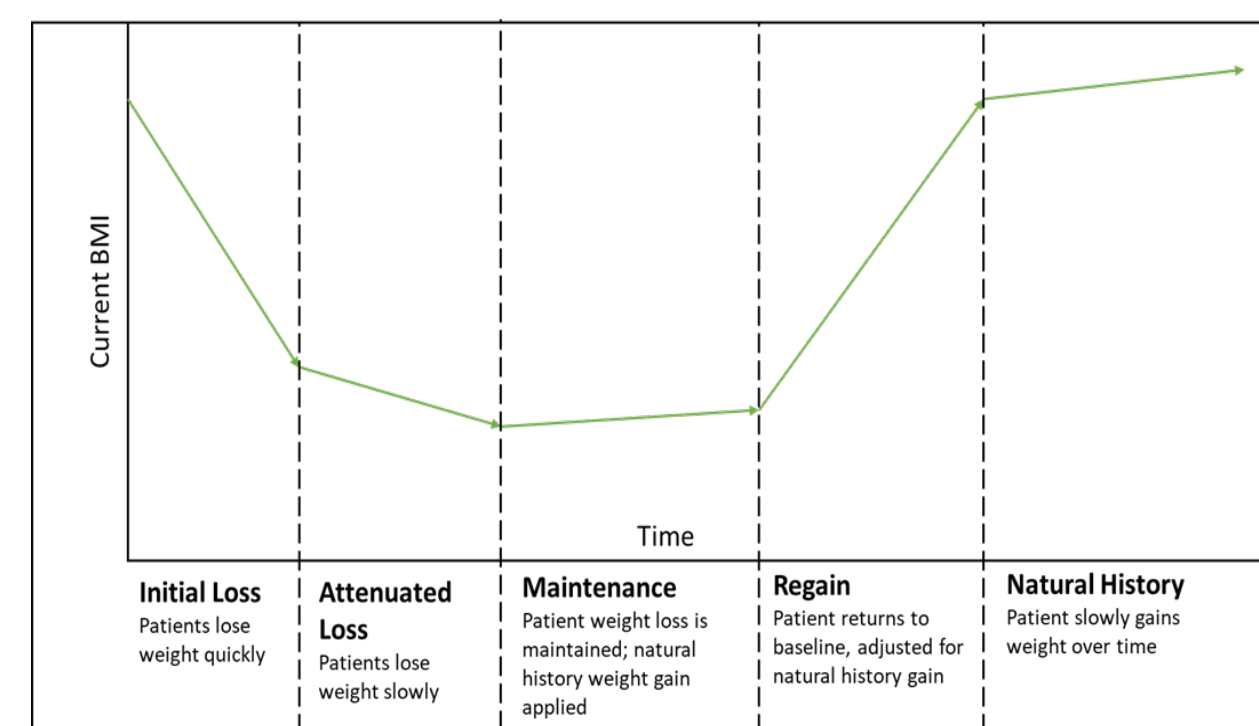 Current BMI
Time
Initial Loss
Patients lose
weight quickly
Attenuated
Loss
Patients lose
weight slowly
Maintenance
Patient weight loss is
maintained; natural
history weight gain
applied
Regain
Patient returns to
baseline, adjusted for
natural history gain
Natural History
Patient slowly gains
weight over time